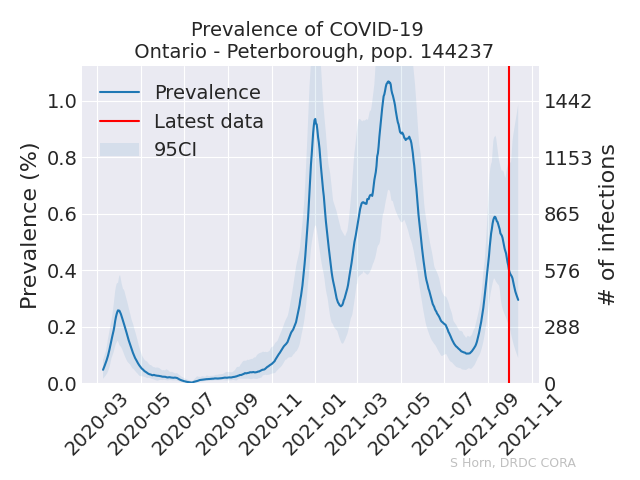 Prevalence of COVID-19
Ontario - Peterborough, pop. 144237
Prevalence
Latest data
95CI
Prevalence (%)
1.0
0.8
0.6
0.4
0.2
0.0
1442
1153
865
576
288
0
# of infections
2020-03
2020-05
2020-07
2020-09
2020-11
2021-01
2021-03
2021-05
2021-07
2021-09
2021-11
S Horn, DRDC CORA